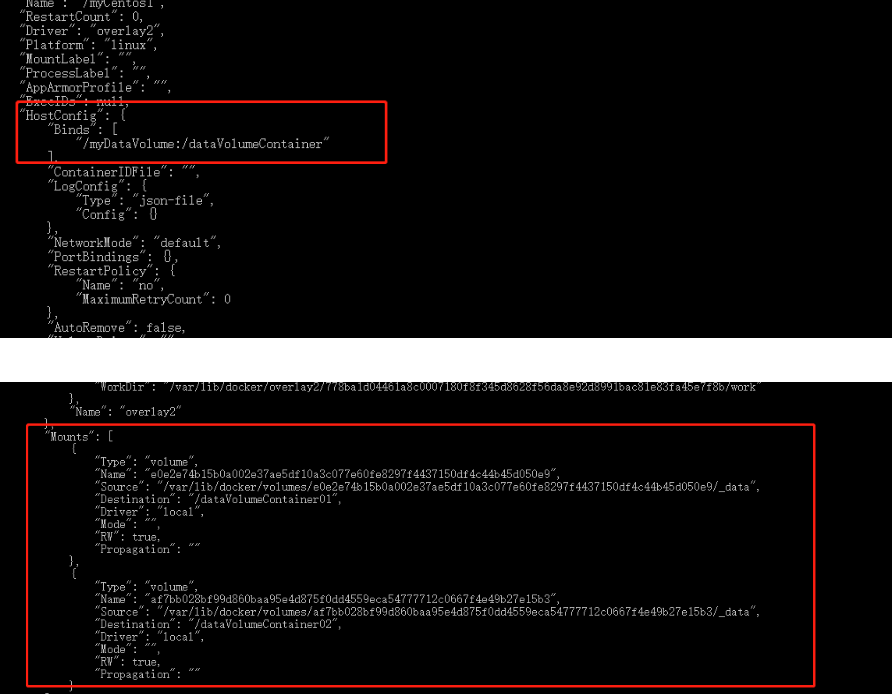 "Name": "/myCentos1",
"RestartCount": 0,
"Driver": "overlay2",
"Platform": "linux",
"MountLabel": "",
"ProcessLabel": "",
"AppArmorProfile": "",
"ExecIDs": null,
"HostConfig": {
"Binds": [
"/myDataVolume:/dataVolumeContainer"
],
"ContainerIDFile": "",
"LogConfig": {
"Type": "json-file",
"Config": {}
},
"NetworkMode": "default",
"PortBindings": {},
"RestartPolicy": {
"Name": "no",
"MaximumRetryCount": 0
},
"AutoRemove": false,
"WorkDir": "/var/lib/docker/overlay2/778ba1d04461a8c0007180f8f345d8628f56da8e92d8991bac81e83fa45e7f8b/work"
},
"Name": "overlay2"
},
"Mounts": [
{
"Type": "volume",
"Name": "e0e2e74b15b0a002e37ae5df10a3c077e60fe8297f4437150df4c44b45d050e9",
"Source": "/var/lib/docker/volumes/e0e2e74b15b0a002e37ae5df10a3c077e60fe8297f4437150df4c44b45d050e9/_data",
"Destination": "/dataVolumeContainer01",
"Driver": "local",
"Mode": "",
"RW": true,
"Propagation": ""
},
{
"Type": "volume",
"Name": "af7bb028bf99d860baa95e4d875f0dd4559eca54777712c0667f4e49b27e15b3",
"Source": "/var/lib/docker/volumes/af7bb028bf99d860baa95e4d875f0dd4559eca54777712c0667f4e49b27e15b3/_data",
"Destination": "/dataVolumeContainer02",
"Driver": "local",
"Mode": "",
"RW": true,
"Propagation": ""
}